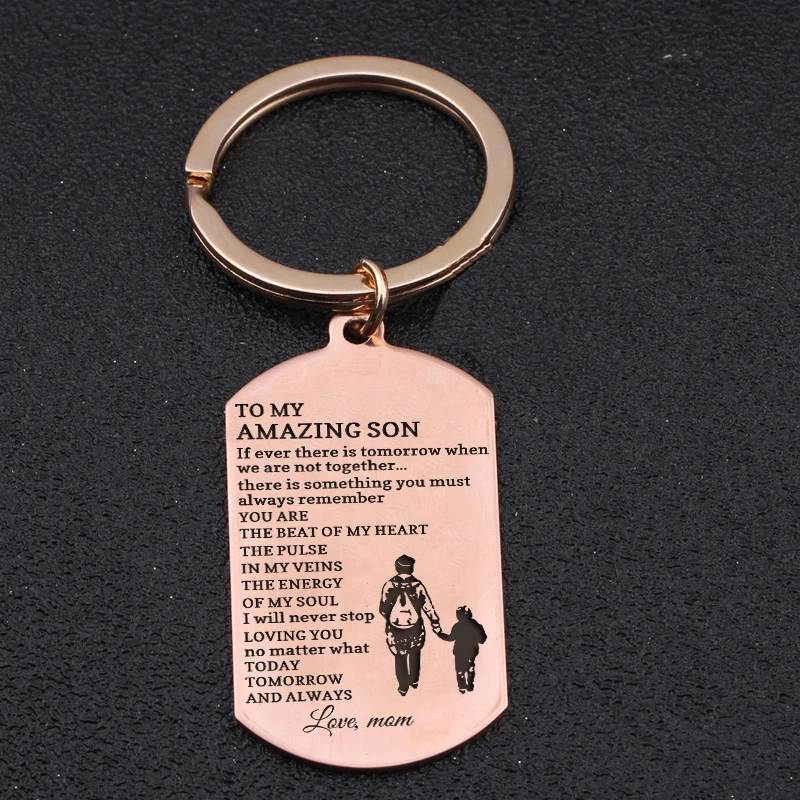 TO MY
AMAZING SON
If ever there is tomorrow when
we are not together...
there is something you must
always remember
YOU ARE
THE BEAT OF MY HEART
THE PULSE
IN MY VEINS
THE ENERGY
OF MY SOUL
I will never stop
LOVING YOU
no matter what
TODAY
TOMORROW
AND ALWAYS
Love, mom